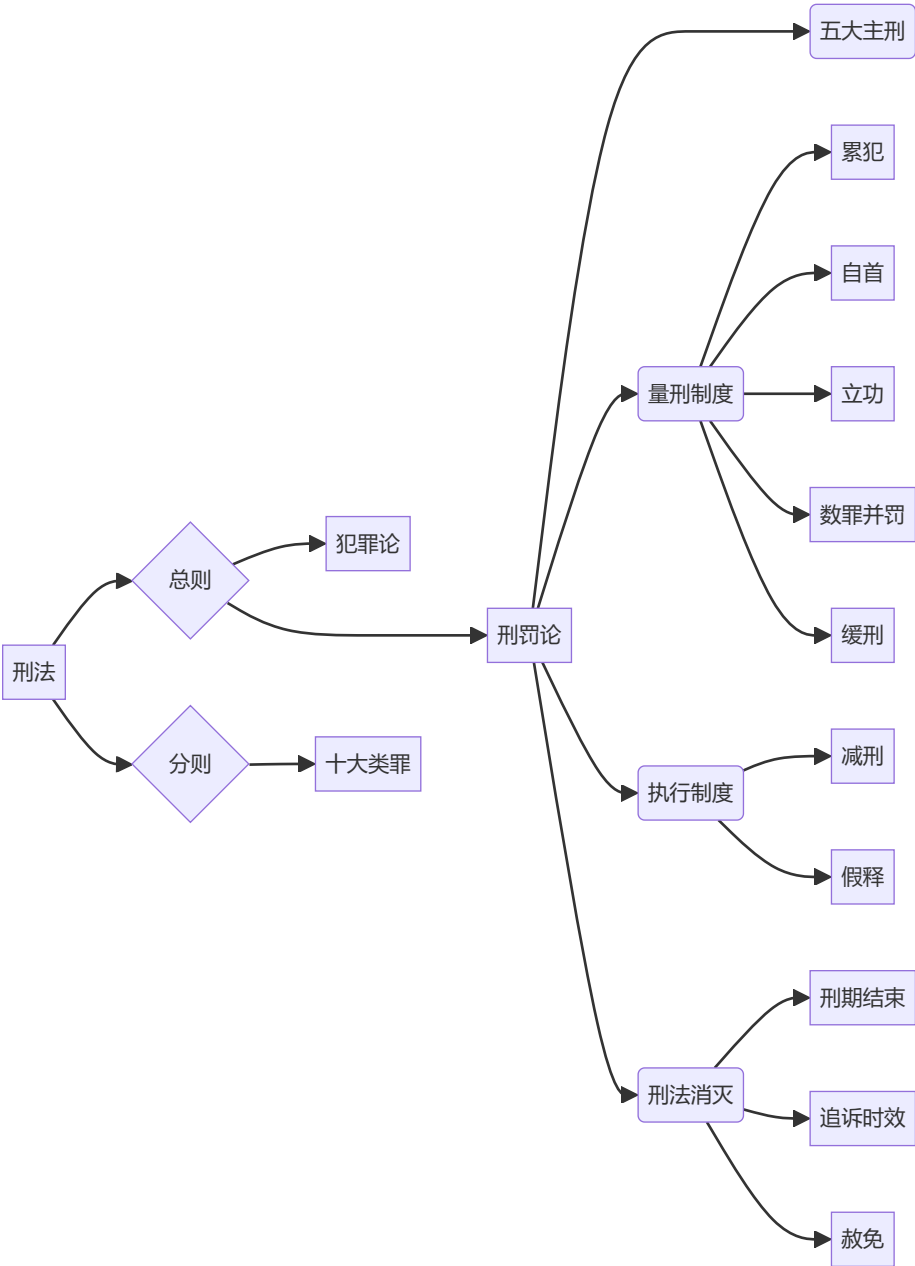 刑法
总则
分则
犯罪论
十大类罪
刑罚论
五大主刑
量刑制度
累犯
自首
立功
数罪并罚
缓刑
执行制度
减刑
假释
刑法消灭
刑期结束
追诉时效
赦免